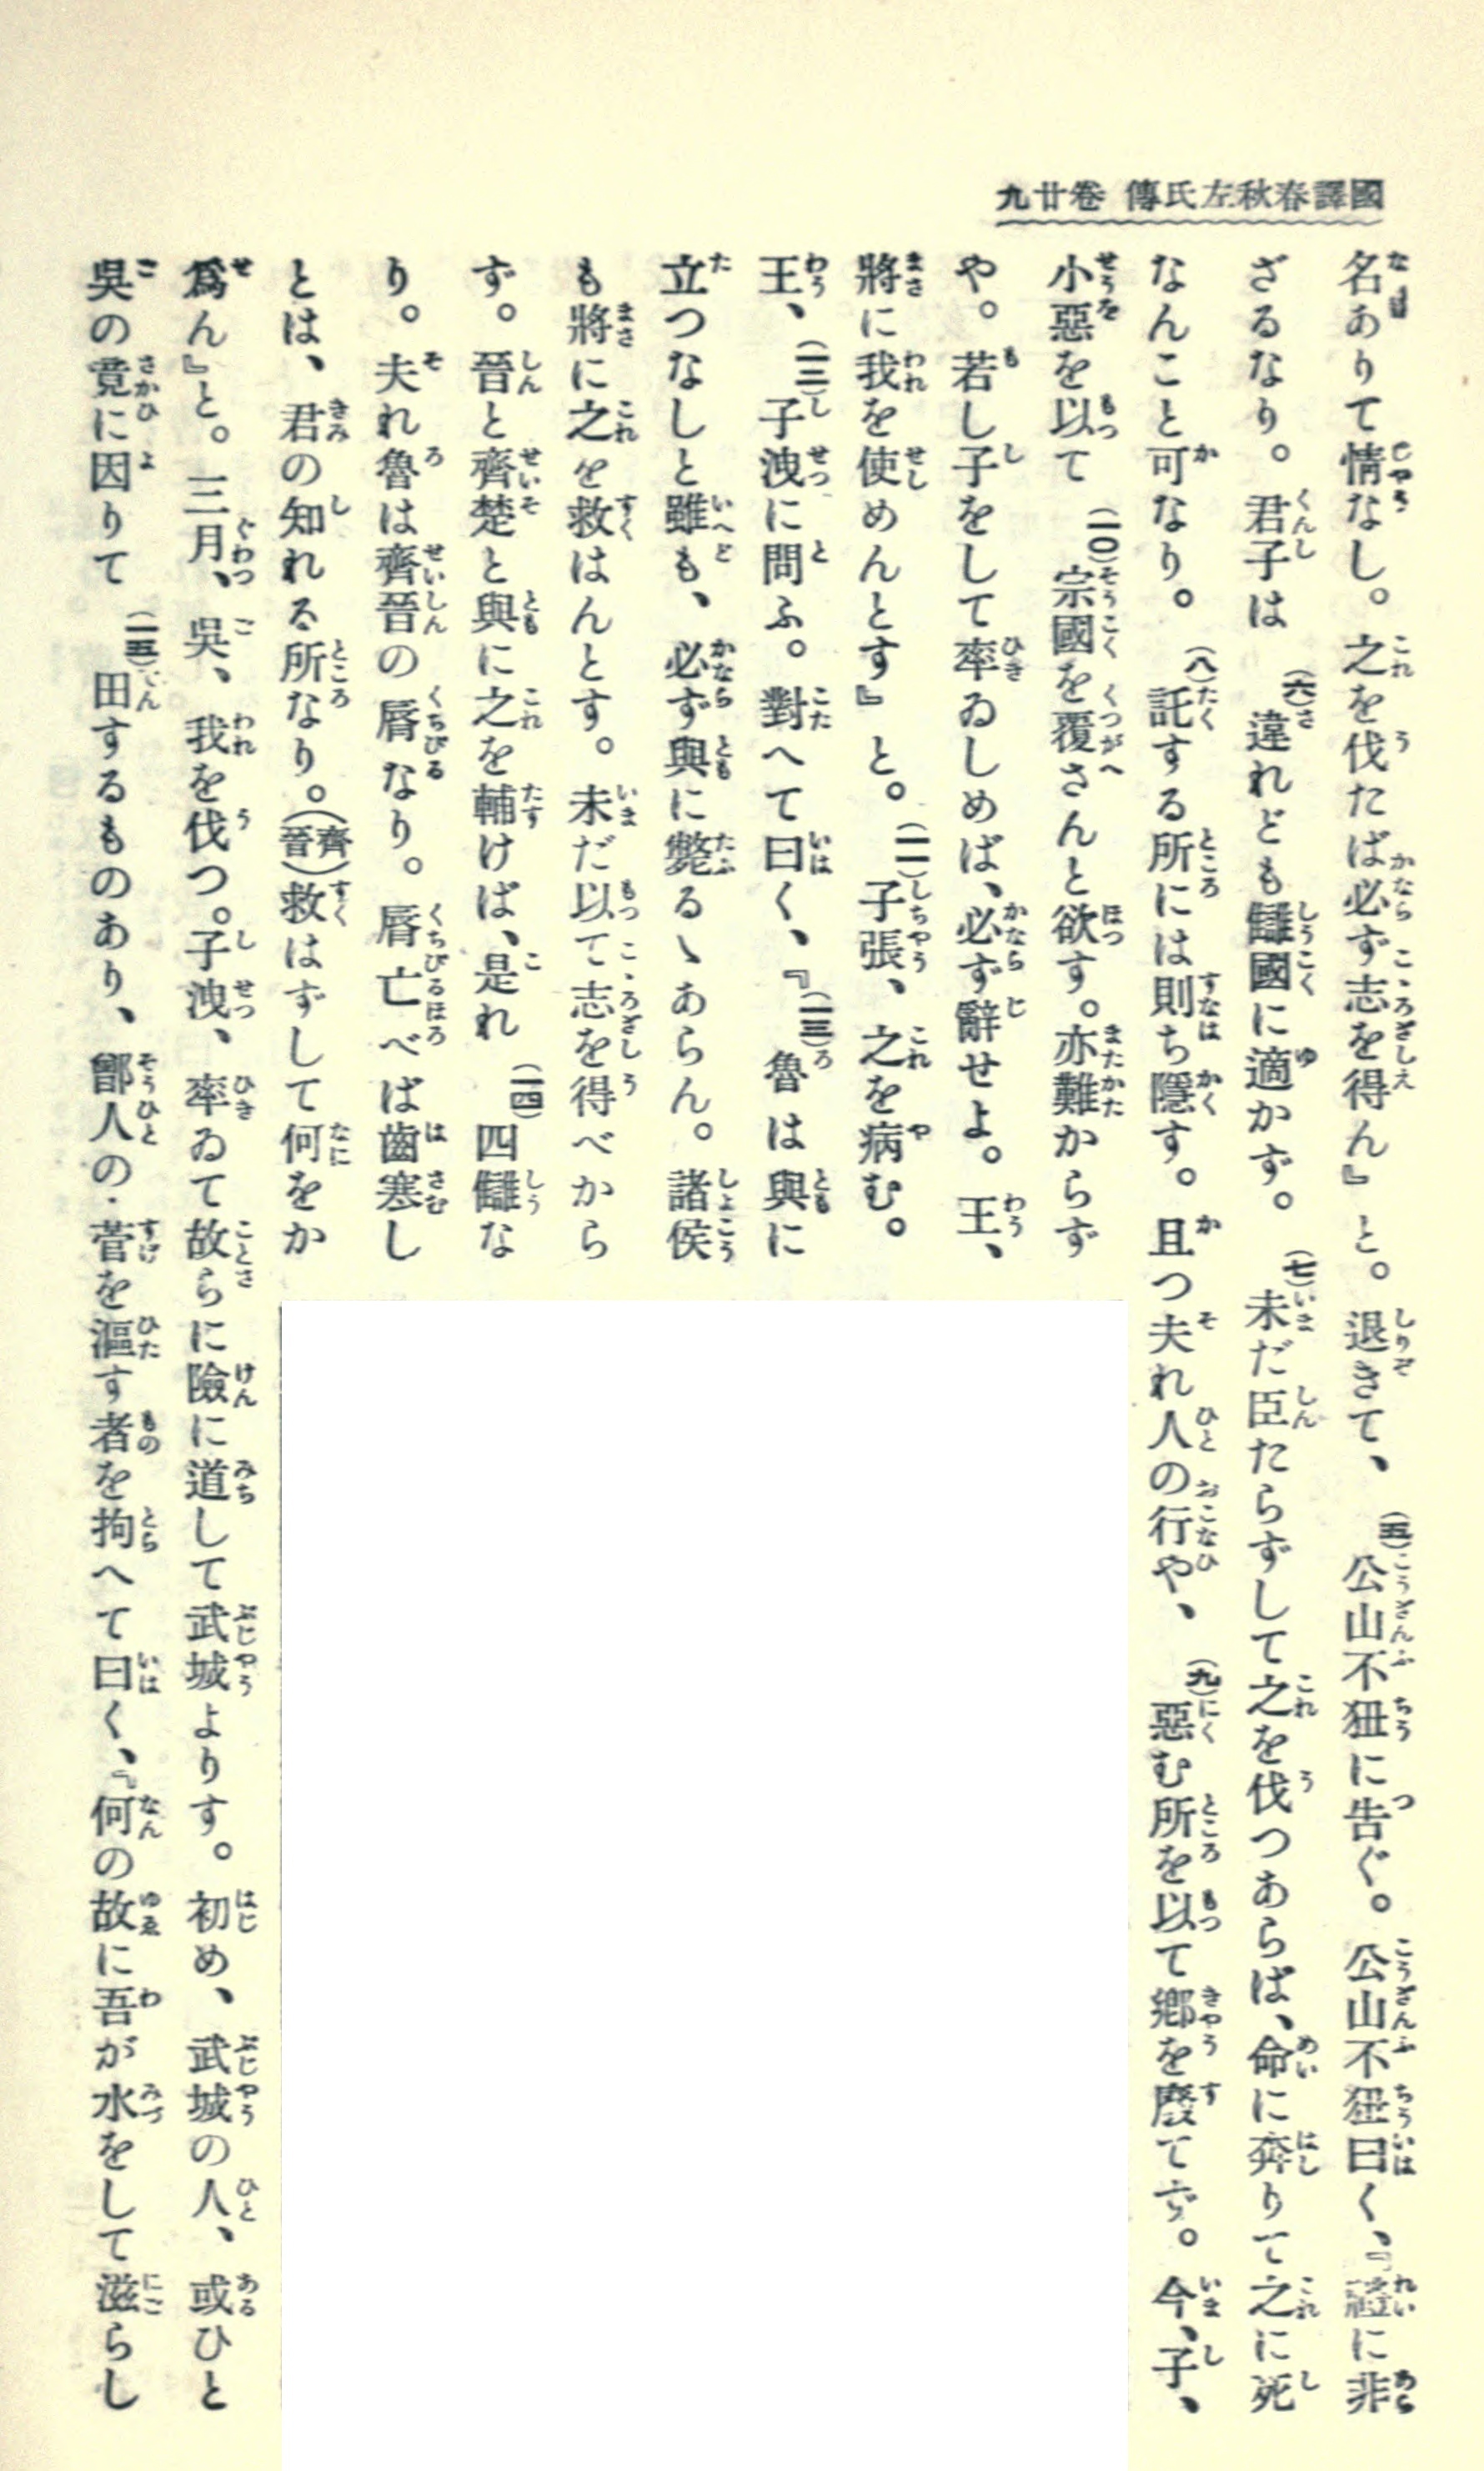 國譯春秋左氏傳 卷廿九
名ありて情なし。之を伐たば必ず志を得ん』と。退きて、(五)公山不狃に告ぐ。公山不狃曰く、『禮に非
ざるなり。君子は(六)違れども讎國に適かず。(七)未だ臣たらずして之を伐つあらば、命に奔りて之に死
なんこと可なり。(八)託する所には則ち隱す。且つ夫れ人の行や、(九)惡む所を以て鄕を廢てず。今、子、
小惡を以て(一〇)宗國を覆さんと欲す。亦難からず
や。若し子をして率ゐしめば、必ず辭せよ。王、
將に我を使めんとす』と。(一一)子張、之を病む。
王、(一二)子洩に問ふ。對へて曰く、『(一三)魯は與に
立つなしと雖も、必ず與に斃るゝあらん。諸侯
も將に之を救はんとす。未だ以て志を得べから
ず。晉と齊楚と與に之を輔けば、是れ(一四)四讎な
り。夫れ魯は齊晉の脣なり。脣亡べば齒寒し
とは、君の知れる所なり。(齊晉)救はずして何をか
爲ん』と。三月、吳、我を伐つ。子洩、率ゐて故らに險に道して武城よりす。初め、武城の人、或ひと
吳の竟に因りて(一五)田するものあり、鄫人の菅を漚す者を拘へて曰く、『何の故に吾が水をして滋らし